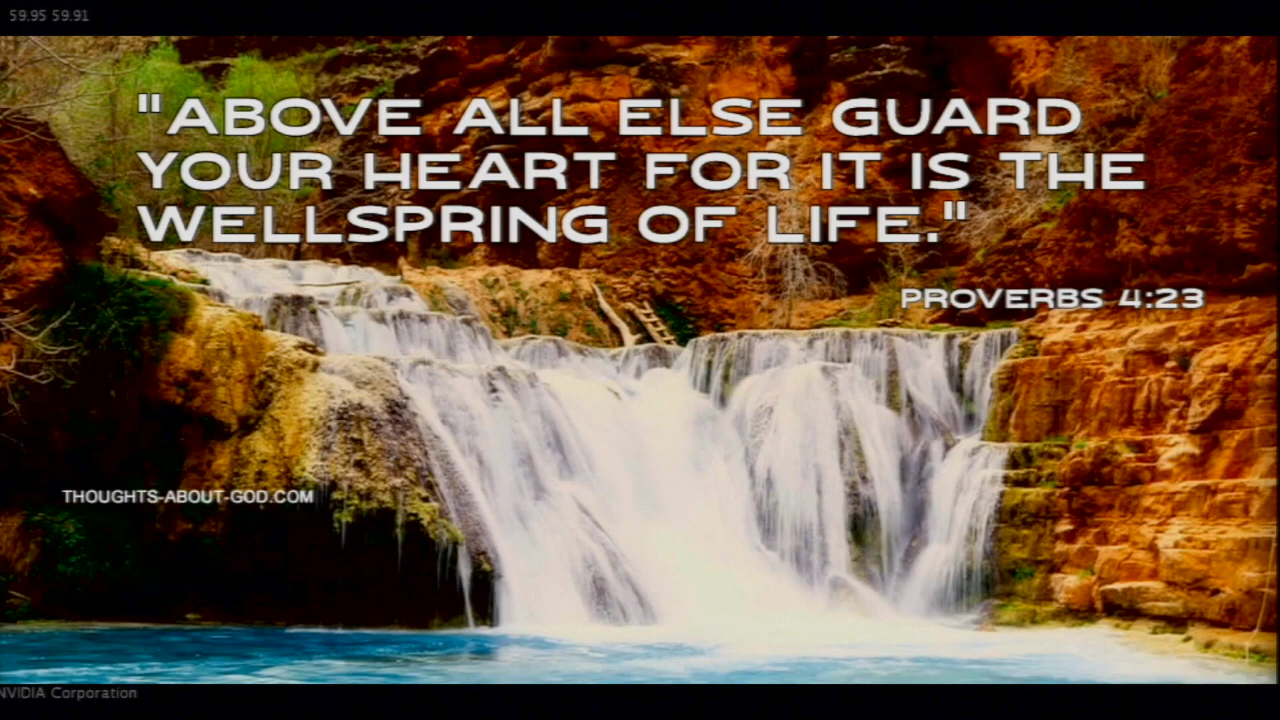 59.95 59.91
"ABOVE ALL ELSE GUARD
YOUR HEART FOR IT IS THE
WELLSPRING OF LIFE."
PROVERBS 4:23
THOUGHTS-ABOUT-GOD.COM
NVIDIA Corporation